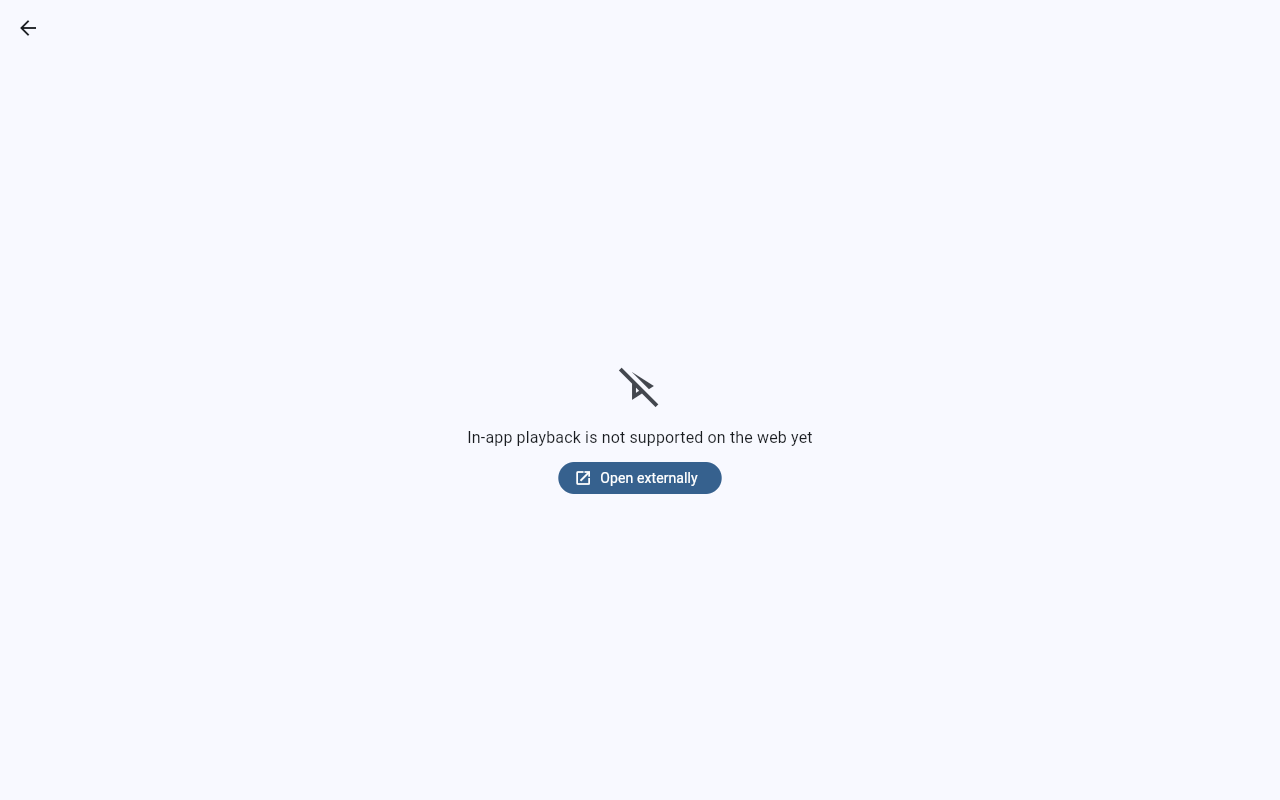 In-app playback is not supported on the web yet
Open externally